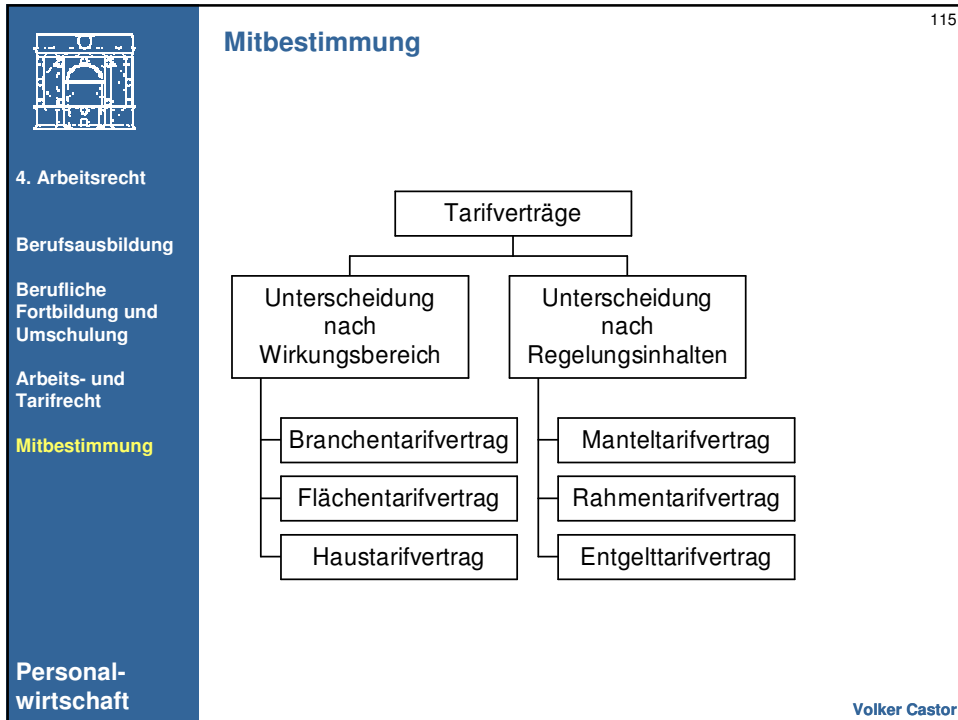 115
Mitbestimmung
4. Arbeitsrecht
Berufsausbildung
Berufliche
Fortbildung und
Umschulung
Arbeits- und
Tarifrecht
Mitbestimmung
Tarifverträge
Unterscheidung
nach
Wirkungsbereich
Branchentarifvertrag
Flächentarifvertrag
Haustarifvertrag
Unterscheidung
nach
Regelungsinhalten
Manteltarifvertrag
Rahmentarifvertrag
Entgelttarifvertrag
Personal-
wirtschaft
Volker Castor